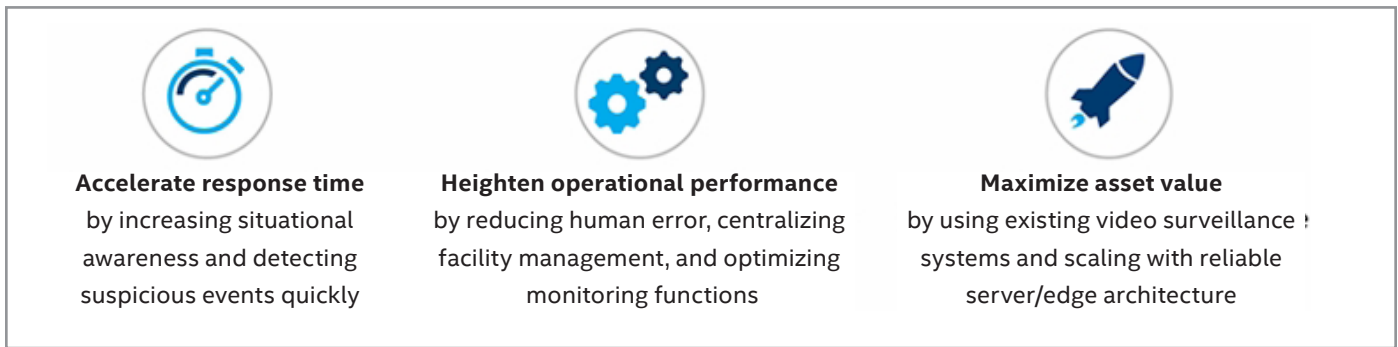 Accelerate response time
by increasing situational
awareness and detecting
suspicious events quickly
Heighten operational performance
by reducing human error, centralizing
facility management, and optimizing
monitoring functions
Maximize asset value
by using existing video surveillance
systems and scaling with reliable
server/edge architecture